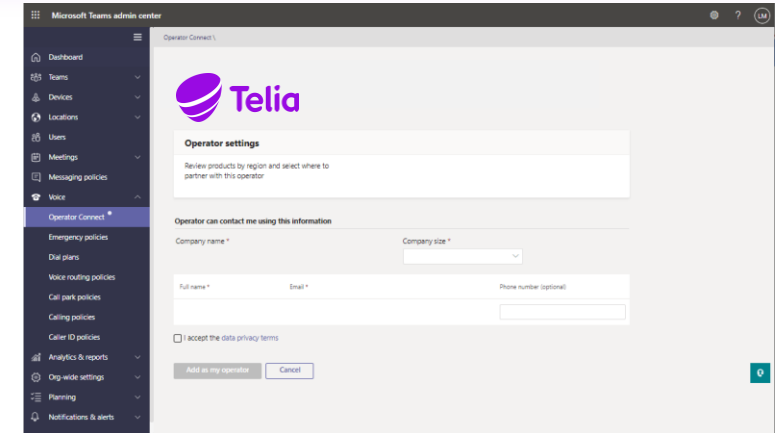 Microsoft Teams admin center
?
LM
Operator Connect \
Dashboard
Teams
Devices
Locations
Users
Meetings
Messaging policies
Voice
Operator Connect
Emergency policies
Dial plans
Voice routing policies
Call park policies
Calling policies
Caller ID policies
Analytics & reports
Org-wide settings
Planning
Notifications & alerts
Telia
Operator settings
Review products by region and select where to
partner with this operator
Operator can contact me using this information
Company name *
Company size *
Full name *
Email *
Phone number (optional)
I accept the data privacy terms
Add as my operator
Cancel